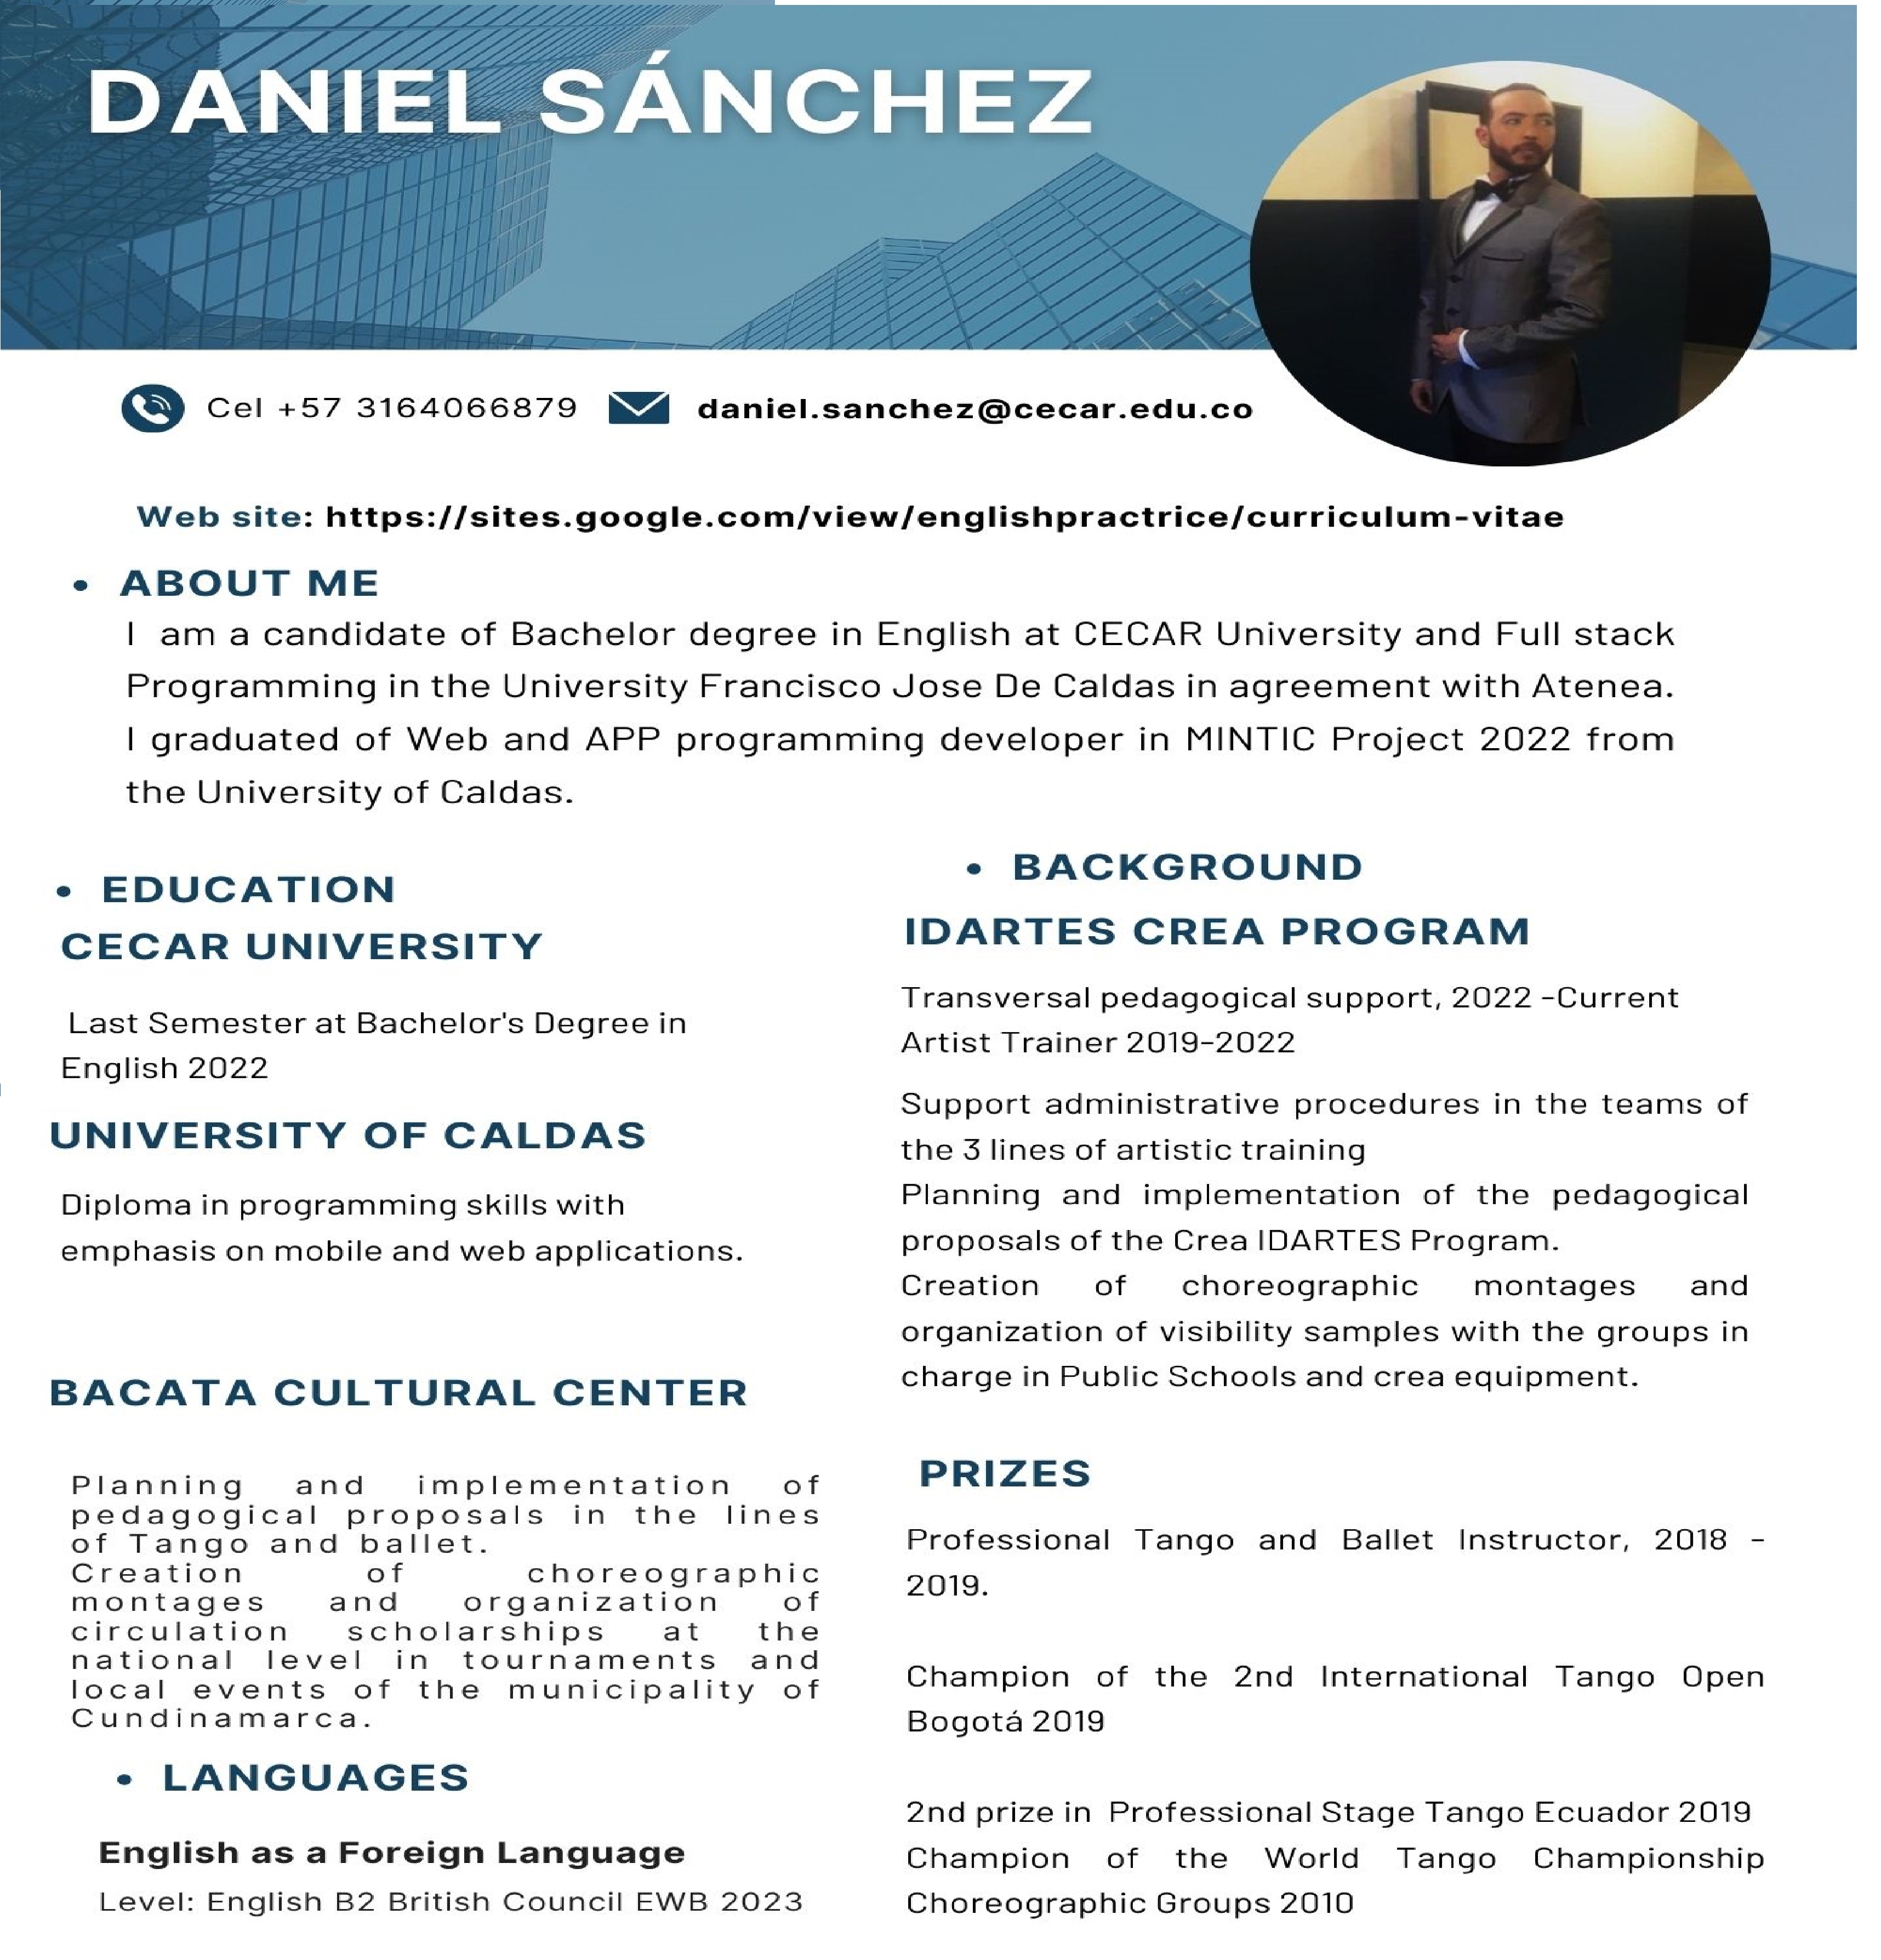 DANIEL SÁNCHEZ
Cel +57 3164066879
daniel.sanchez@cecar.edu.co
Web site: https://sites.google.com/view/englishpractrice/curriculum-vitae
• ABOUT ME
I am a candidate of Bachelor degree in English at CECAR University and Full stack
Programming in the University Francisco Jose De Caldas in agreement with Atenea.
I graduated of Web and APP programming developer in MINTIC Project 2022 from
the University of Caldas.
• EDUCATION
CECAR UNIVERSITY
Last Semester at Bachelor's Degree in
English 2022
UNIVERSITY OF CALDAS
Diploma in programming skills with
emphasis on mobile and web applications.
BACATA CULTURAL CENTER
Planning and implementation of
pedagogical proposals in the lines
of Tango and ballet.
Creation of choreographic
montages and organization of
circulation scholarships at the
national level in tournaments and
local events of the municipality of
Cundinamarca.
• LANGUAGES
English as a Foreign Language
Level: English B2 British Council EWB 2023
• BACKGROUND
IDARTES CREA PROGRAM
Transversal pedagogical support, 2022 -Current
Artist Trainer 2019-2022
Support administrative procedures in the teams of
the 3 lines of artistic training
Planning and implementation of the pedagogical
proposals of the Crea IDARTES Program.
Creation of choreographic montages and
organization of visibility samples with the groups in
charge in Public Schools and crea equipment.
PRIZES
Professional Tango and Ballet Instructor, 2018 -
2019.
Champion of the 2nd International Tango Open
Bogotá 2019
2nd prize in Professional Stage Tango Ecuador 2019
Champion of the World Tango Championship
Choreographic Groups 2010